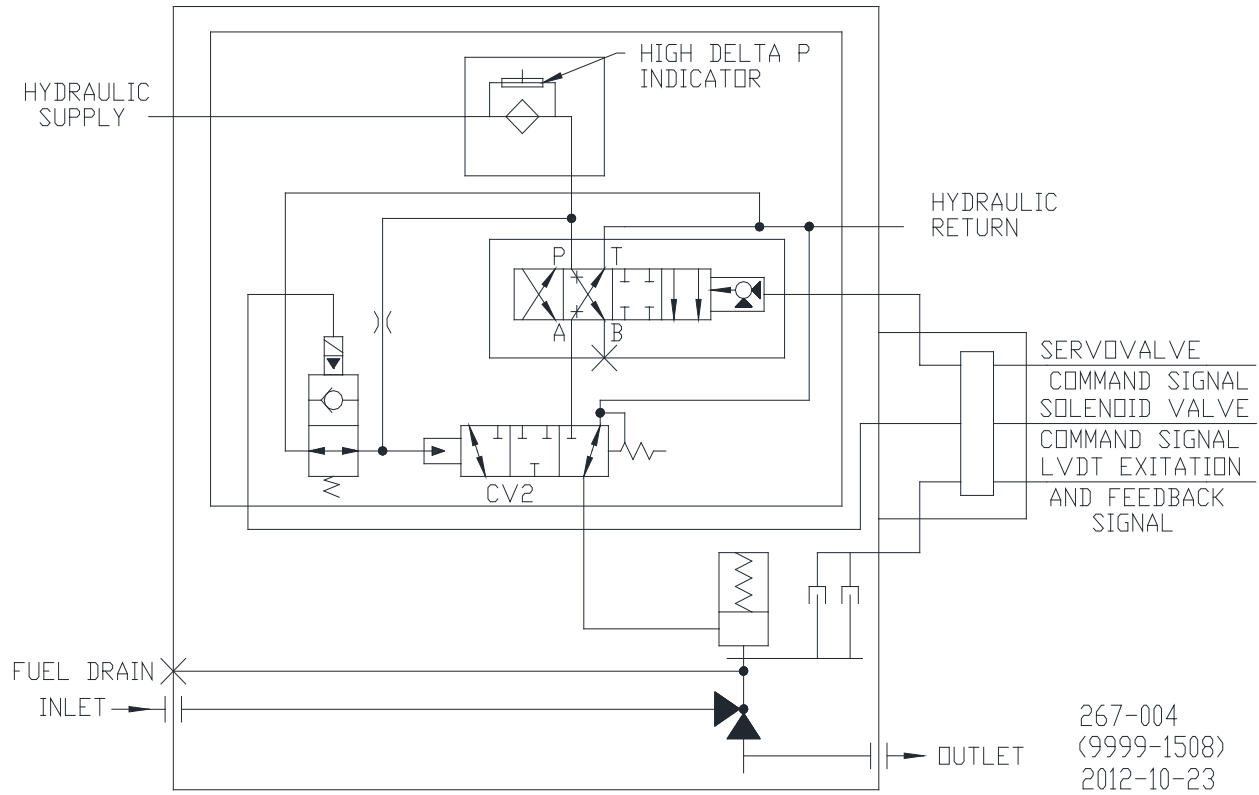 HIGH DELTA P
INDICATOR
HYDRAULIC
SUPPLY
HYDRAULIC
RETURN
P
T
A
B
SERVOVALVE
COMMAND SIGNAL
SOLENOID VALVE
COMMAND SIGNAL
LVDT EXITATION
AND FEEDBACK
SIGNAL
CV2
FUEL DRAIN
INLET
OUTLET
267-004
(9999-1508)
2012-10-23